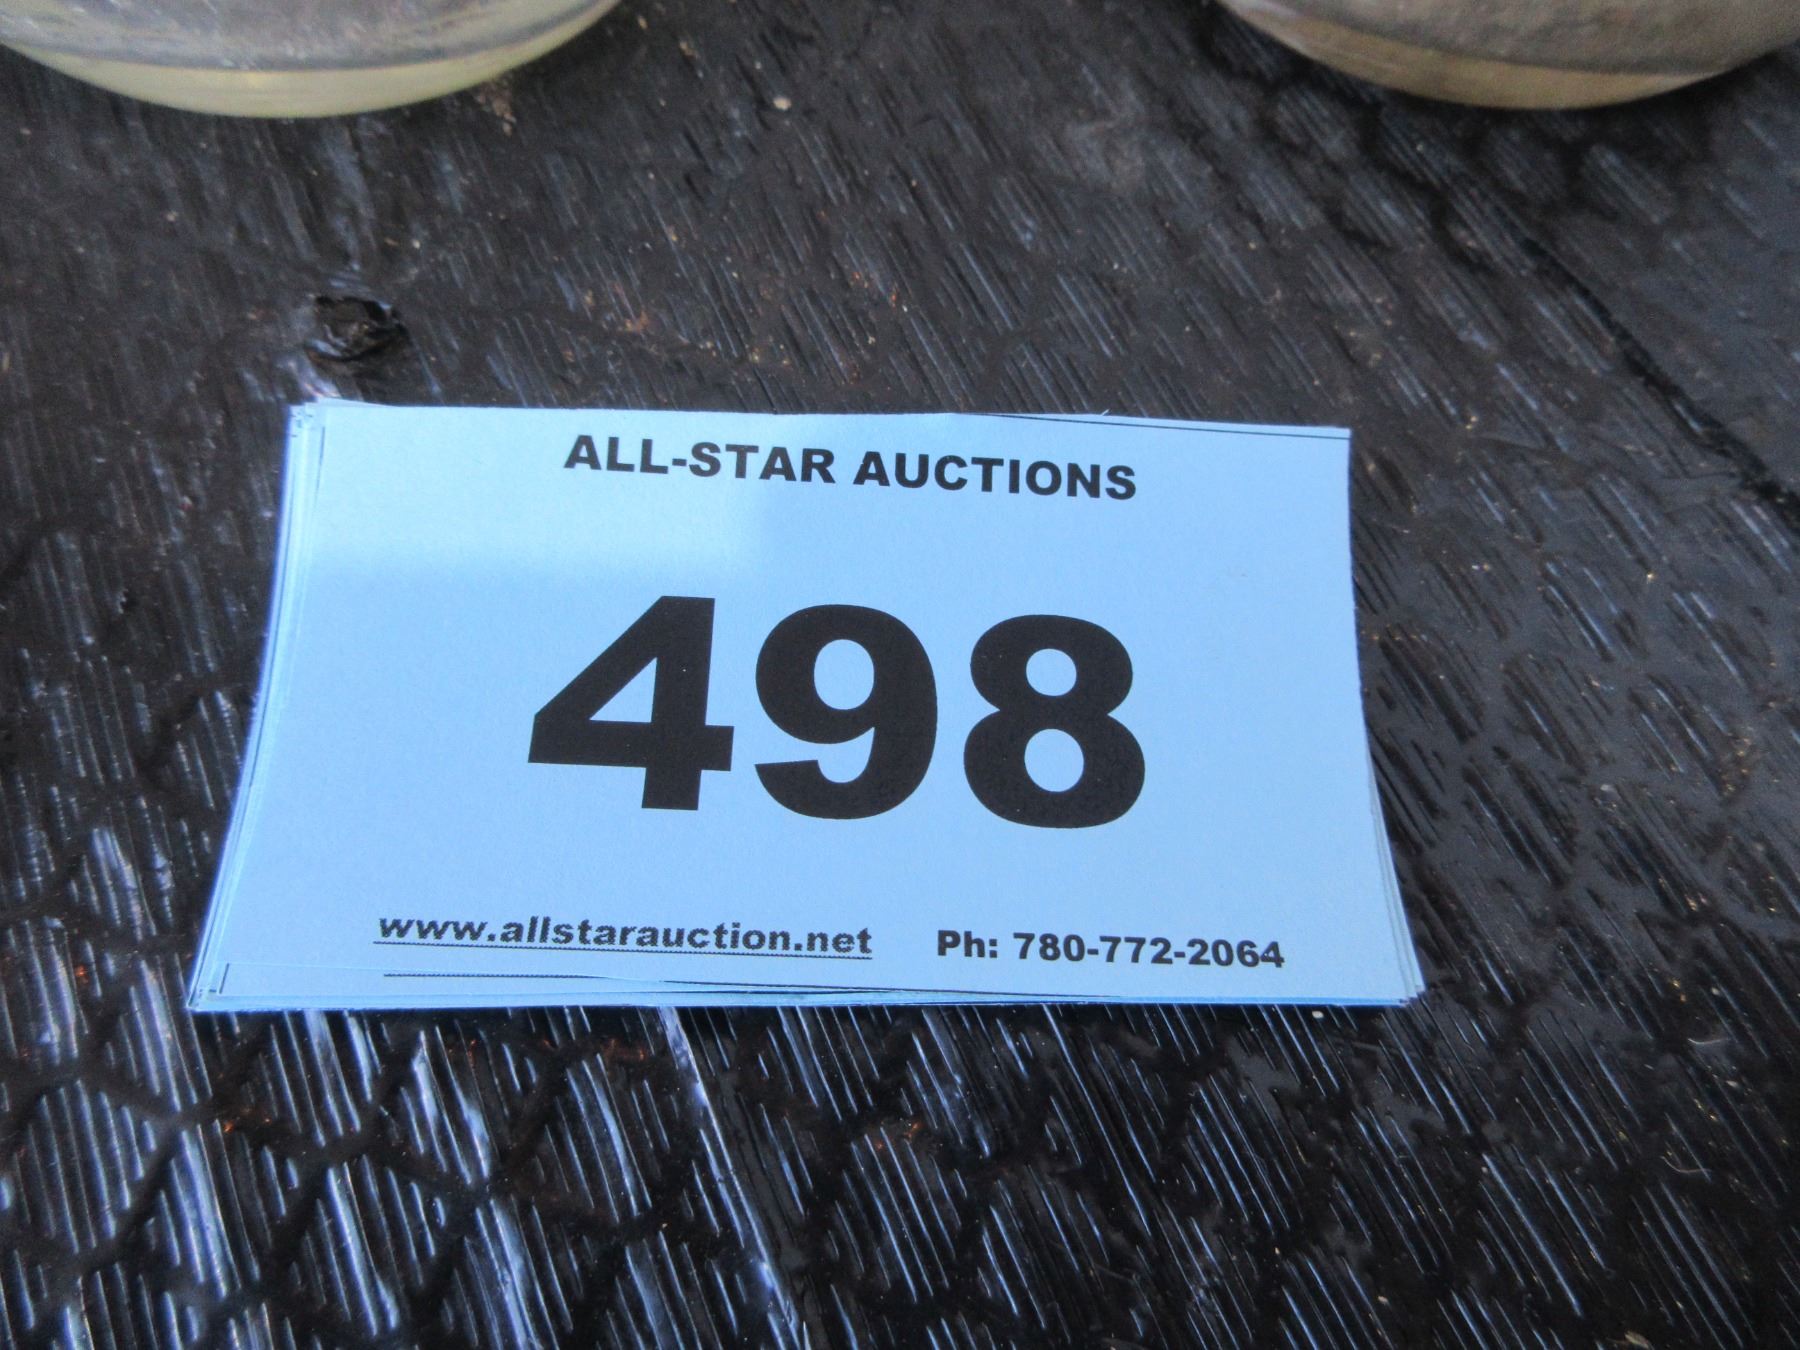 ALL-STAR AUCTIONS
498
www.allstarauction.net Ph: 780-772-2064